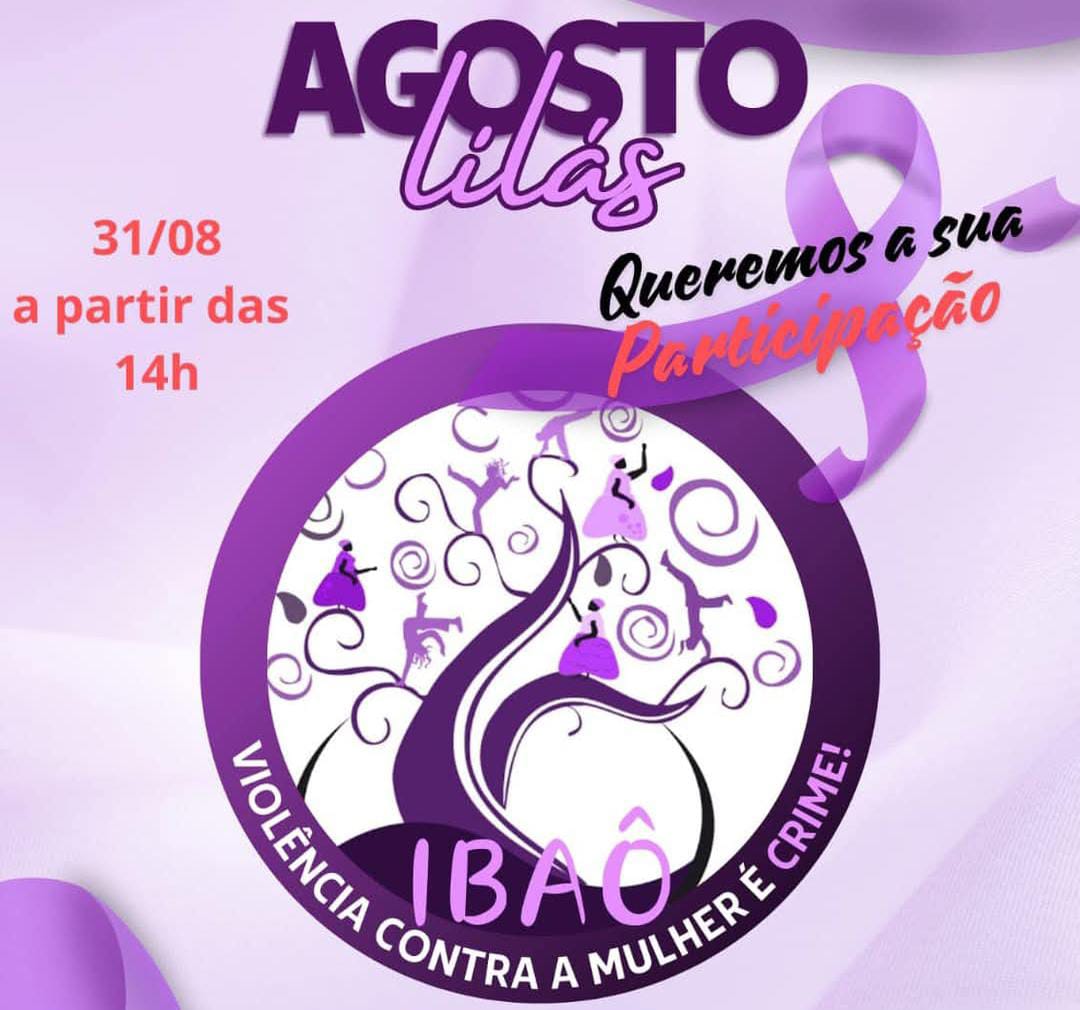 AGOSTO
lilás
31/08
a partir das
14h
Queremos a sua
Participação
IBAÔ
VIOLÊNCIA CONTRA A MULHER É CRIME!